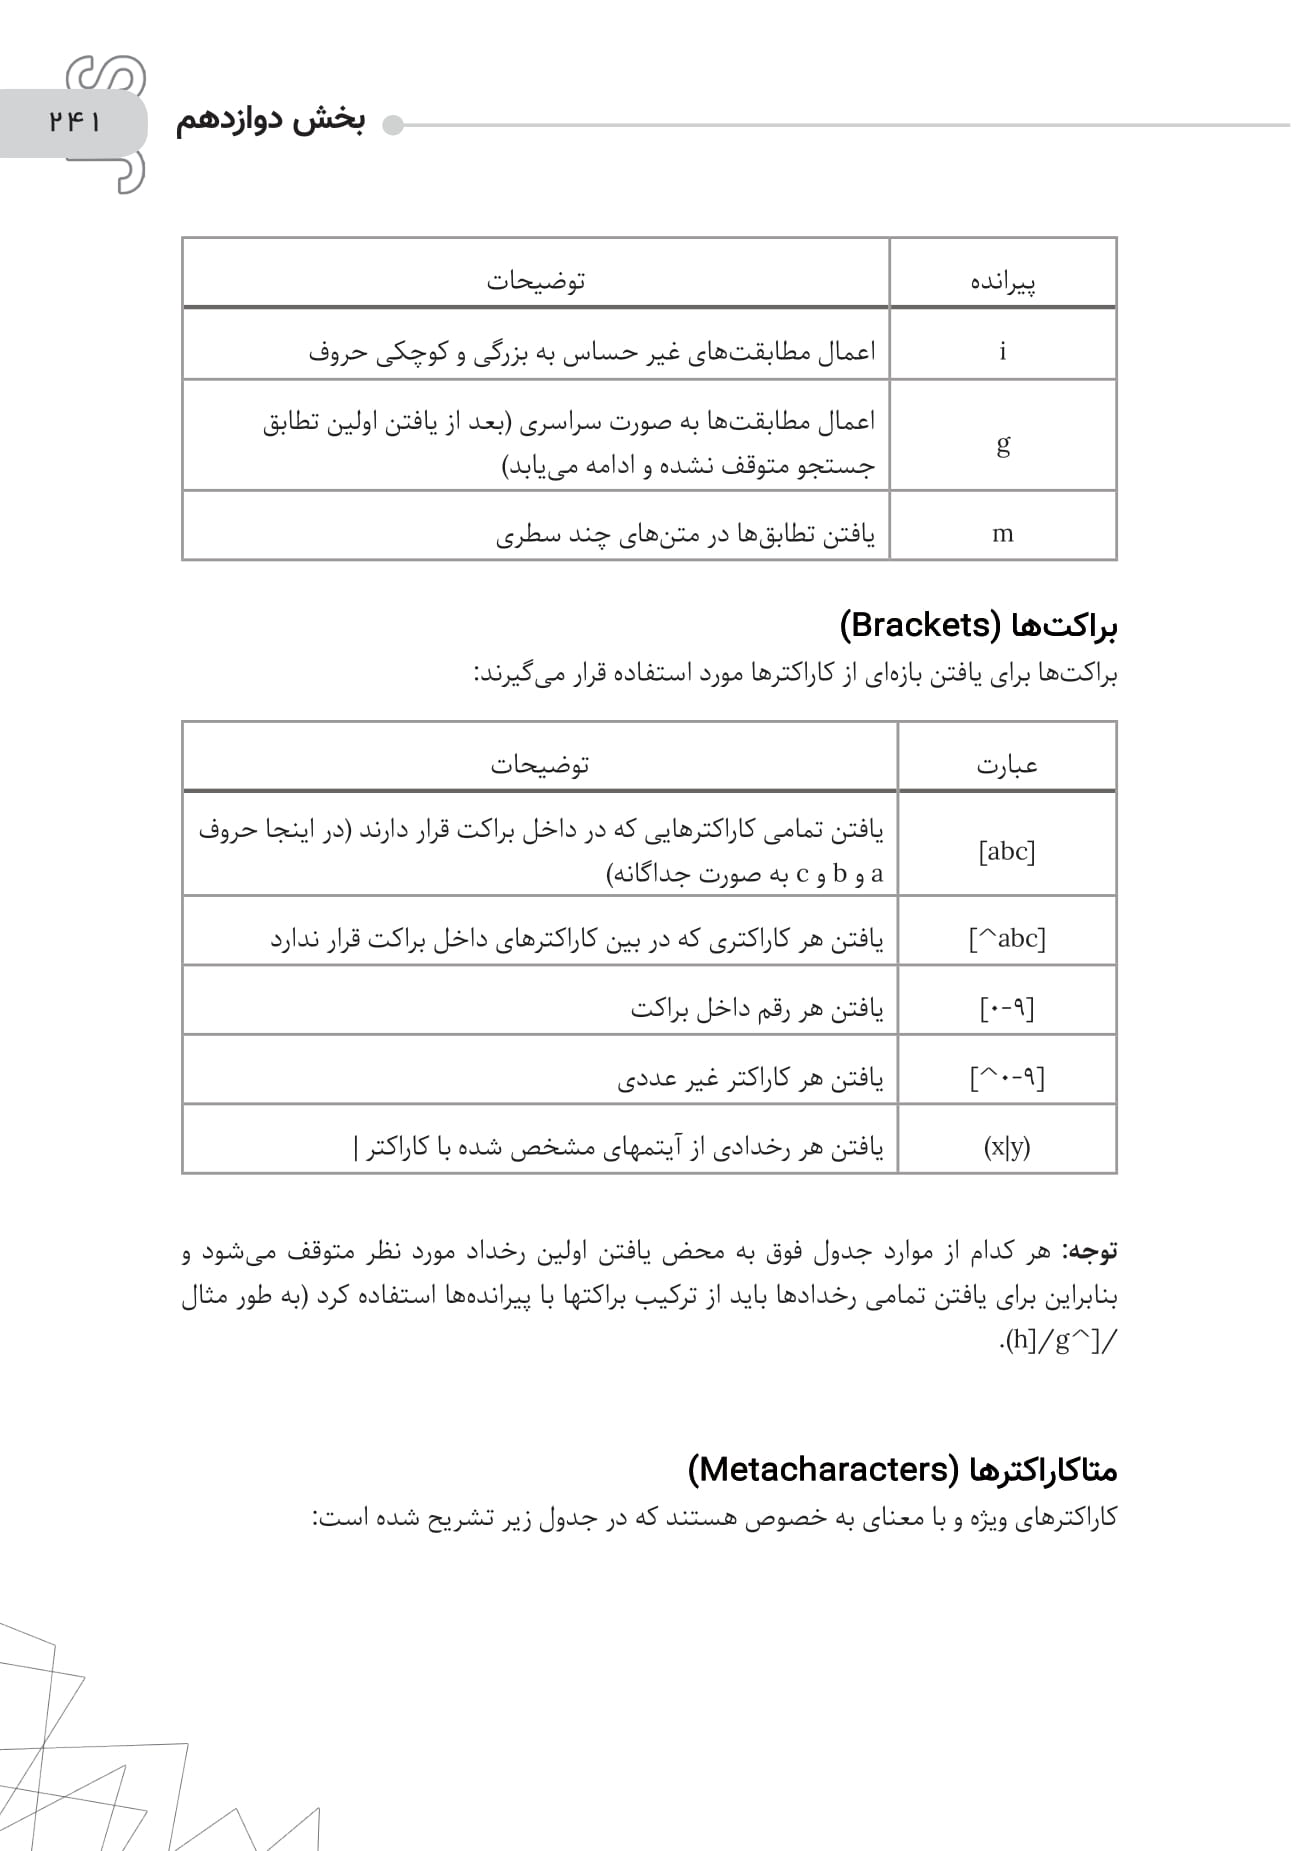 JS
۲۴۱
بخش دوازدهم
پیرانده توضیحات
i اعمال مطابقت‌های غیر حساس به بزرگی و کوچکی حروف
اعمال مطابقت‌ها به صورت سراسری (بعد از یافتن اولین تطابق
g
جستجو متوقف نشده و ادامه می‌یابد)
m یافتن تطابق‌ها در متن‌های چند سطری
براکت‌ها (Brackets)
براکت‌ها برای یافتن بازه‌ای از کاراکترها مورد استفاده قرار می‌گیرند:
عبارت توضیحات
یافتن تمامی کاراکترهایی که در داخل براکت قرار دارند (در اینجا حروف
[abc]
a و b و c به صورت جداگانه)
[^abc] یافتن هر کاراکتری که در بین کاراکترهای داخل براکت قرار ندارد
[۰-۹] یافتن هر رقم داخل براکت
[^۰-۹] یافتن هر کاراکتر غیر عددی
(x|y) یافتن هر رخدادی از آیتمهای مشخص شده با کاراکتر |
توجه: هر کدام از موارد جدول فوق به محض یافتن اولین رخداد مورد نظر متوقف می‌شود و
بنابراین برای یافتن تمامی رخدادها باید از ترکیب براکتها با پیرانده‌ها استفاده کرد (به طور مثال
/[^h]/g).
متاکاراکترها (Metacharacters)
کاراکترهای ویژه و با معنای به خصوص هستند که در جدول زیر تشریح شده است: